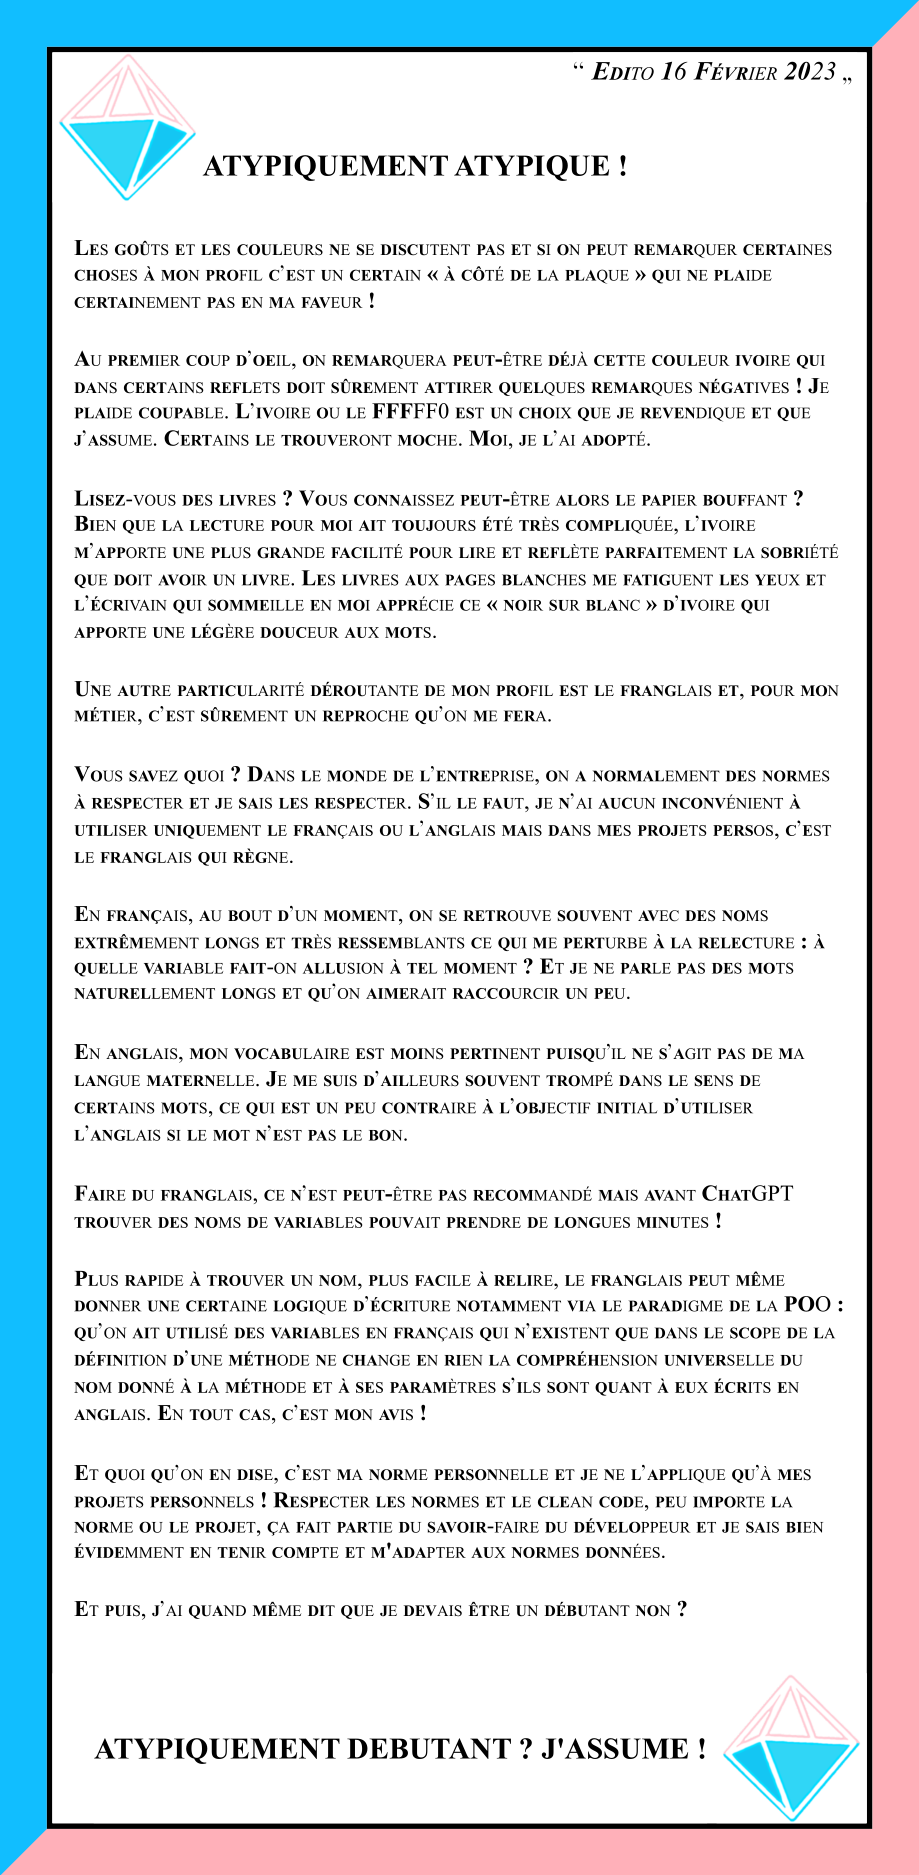 “ Edito 16 Février 2023 „
ATYPIQUEMENT ATYPIQUE !
Les goûts et les couleurs ne se discutent pas et si on peut remarquer certaines
choses à mon profil c’est un certain « à côté de la plaque » qui ne plaide
certainement pas en ma faveur !
Au premier coup d’oeil, on remarquera peut-être déjà cette couleur ivoire qui
dans certains reflets doit sûrement attirer quelques remarques négatives ! Je
plaide coupable. L’ivoire ou le FFFFF0 est un choix que je revendique et que
j’assume. Certains le trouveront moche. Moi, je l’ai adopté.
Lisez-vous des livres ? Vous connaissez peut-être alors le papier bouffant ?
Bien que la lecture pour moi ait toujours été très compliquée, l’ivoire
m’apporte une plus grande facilité pour lire et reflète parfaitement la sobriété
que doit avoir un livre. Les livres aux pages blanches me fatiguent les yeux et
l’écrivain qui sommeille en moi apprécie ce « noir sur blanc » d’ivoire qui
apporte une légère douceur aux mots.
Une autre particularité déroutante de mon profil est le franglais et, pour mon
métier, c’est sûrement un reproche qu’on me fera.
Vous savez quoi ? Dans le monde de l’entreprise, on a normalement des normes
à respecter et je sais les respecter. S’il le faut, je n’ai aucun inconvénient à
utiliser uniquement le français ou l’anglais mais dans mes projets persos, c’est
le franglais qui règne.
En français, au bout d’un moment, on se retrouve souvent avec des noms
extrêmement longs et très ressemblants ce qui me perturbe à la relecture : à
quelle variable fait-on allusion à tel moment ? Et je ne parle pas des mots
naturellement longs et qu’on aimerait raccourcir un peu.
En anglais, mon vocabulaire est moins pertinent puisqu’il ne s’agit pas de ma
langue maternelle. Je me suis d’ailleurs souvent trompé dans le sens de
certains mots, ce qui est un peu contraire à l’objectif initial d’utiliser
l’anglais si le mot n’est pas le bon.
Faire du franglais, ce n’est peut-être pas recommandé mais avant ChatGPT
trouver des noms de variables pouvait prendre de longues minutes !
Plus rapide à trouver un nom, plus facile à relire, le franglais peut même
donner une certaine logique d’écriture notamment via le paradigme de la POO :
qu’on ait utilisé des variables en français qui n’existent que dans le scope de la
définition d’une méthode ne change en rien la compréhension universelle du
nom donné à la méthode et à ses paramètres s’ils sont quant à eux écrits en
anglais. En tout cas, c’est mon avis !
Et quoi qu’on en dise, c’est ma norme personnelle et je ne l’applique qu’à mes
projets personnels ! Respecter les normes et le clean code, peu importe la
norme ou le projet, ça fait partie du savoir-faire du développeur et je sais bien
évidemment en tenir compte et m'adapter aux normes données.
Et puis, j’ai quand même dit que je devais être un débutant non ?
ATYPIQUEMENT DEBUTANT ? J'ASSUME !